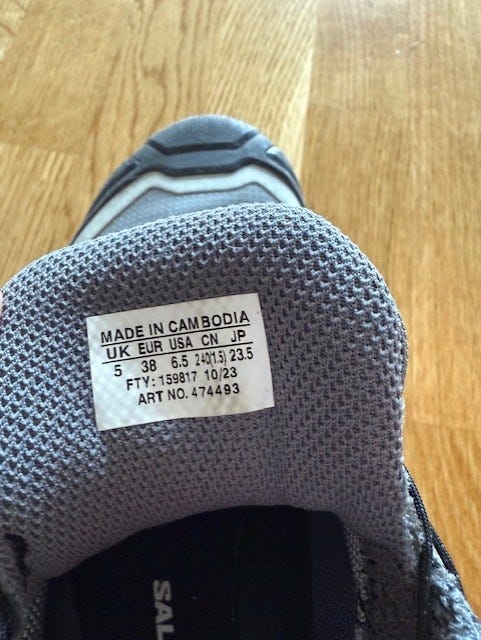 MADE IN CAMBODIA
UK EUR USA CN JP
5 38 6.5 240(1.5) 23.5
FTY: 159817 10/23
ART NO. 474493
SAL